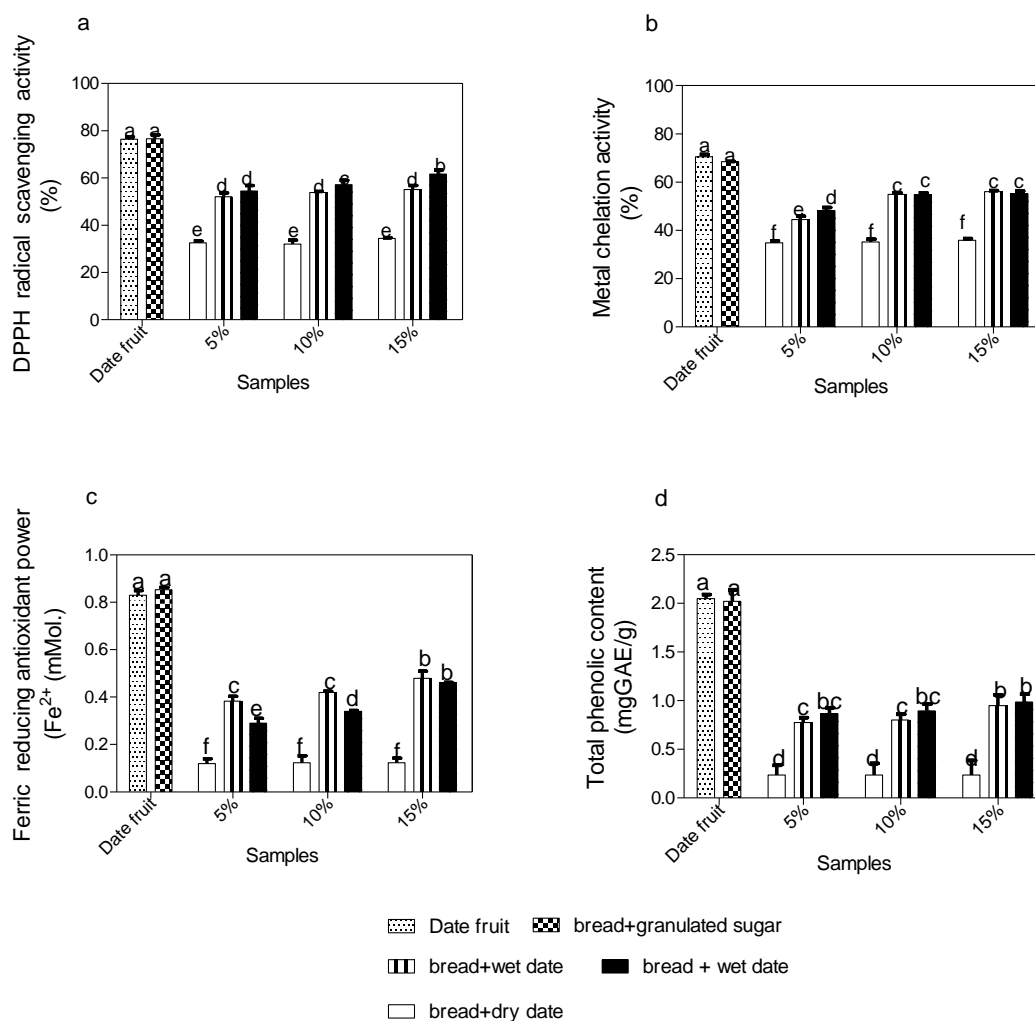 a
DPPH radical scavenging activity
(%)
100
80
60
40
20
0
a a
e d d
e d e
e d b
Date fruit
5%
10%
15%
Samples
b
Metal chelation activity
(%)
100
80
60
40
20
0
a a
f e d
f c c
f c c
Date fruit
5%
10%
15%
Samples
c
Ferric reducing antioxidant power
(Fe2+ (mMol.)
1.0
0.8
0.6
0.4
0.2
0.0
a a
f c e
f c d
f b b
Date fruit
5%
10%
15%
Samples
d
Total phenolic content
(mgGAE/g)
2.5
2.0
1.5
1.0
0.5
0.0
a a
d c bc
d c bc
d b b
Date fruit
5%
10%
15%
Samples
Date fruit
bread+granulated sugar
bread+wet date
bread + wet date
bread+dry date